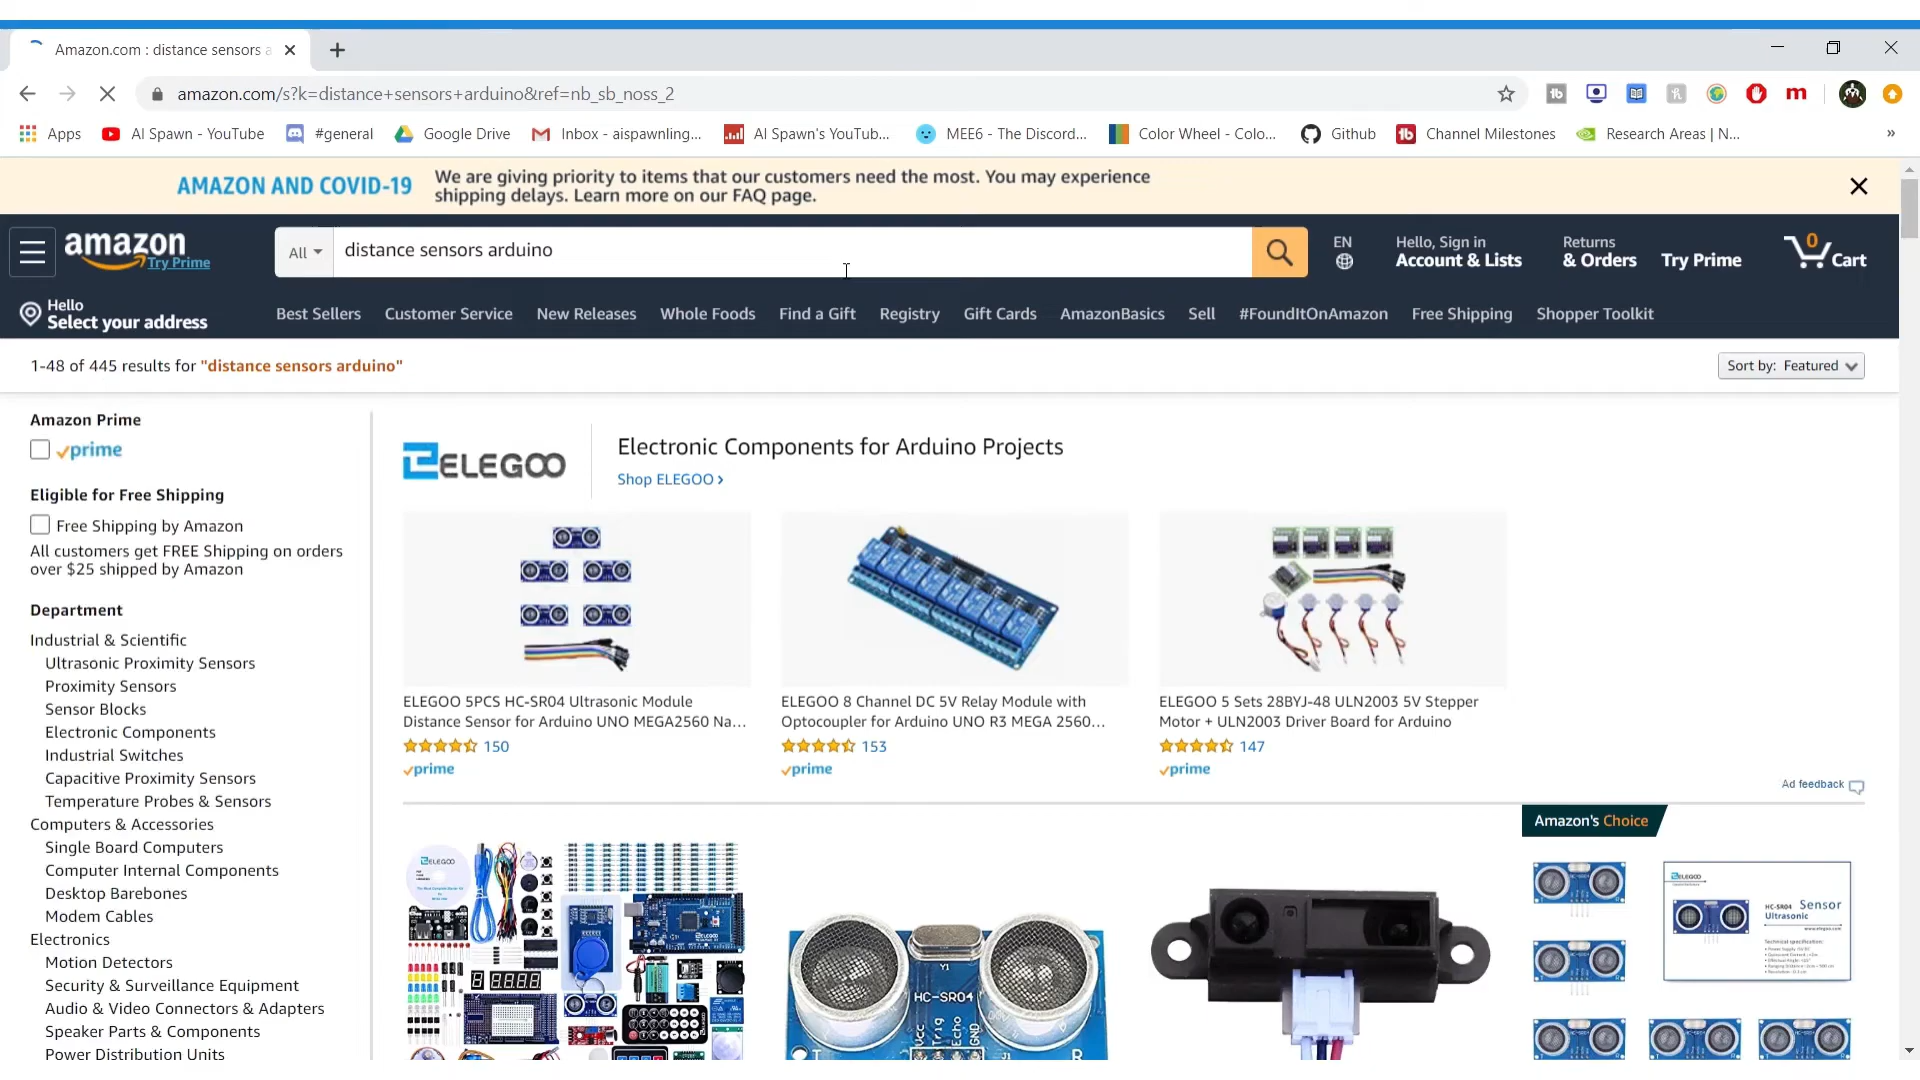 Amazon.com : distance sensors a
amazon.com/s?k=distance+sensors+arduino&ref=nb_sb_noss_2
Apps
AI Spawn - YouTube
#general
Google Drive
Inbox - aispawnling...
AI Spawn's YouTub...
MEE6 - The Discord...
Color Wheel - Colo...
Github
Channel Milestones
Research Areas | N...
»
AMAZON AND COVID-19
We are giving priority to items that our customers need the most. You may experience
shipping delays. Learn more on our FAQ page.
amazon
Try Prime
All
distance sensors arduino
EN
Hello, Sign in
Account & Lists
Returns
& Orders
Try Prime
0
Cart
Hello
Select your address
Best Sellers
Customer Service
New Releases
Whole Foods
Find a Gift
Registry
Gift Cards
AmazonBasics
Sell
#FoundItOnAmazon
Free Shipping
Shopper Toolkit
1-48 of 445 results for "distance sensors arduino"
Sort by: Featured
Amazon Prime
prime
Eligible for Free Shipping
Free Shipping by Amazon
All customers get FREE Shipping on orders
over $25 shipped by Amazon
Department
Industrial & Scientific
Ultrasonic Proximity Sensors
Proximity Sensors
Sensor Blocks
Electronic Components
Industrial Switches
Capacitive Proximity Sensors
Temperature Probes & Sensors
Computers & Accessories
Single Board Computers
Computer Internal Components
Desktop Barebones
Modem Cables
Electronics
Motion Detectors
Security & Surveillance Equipment
Audio & Video Connectors & Adapters
Speaker Parts & Components
Power Distribution Units
ELEGOO
Electronic Components for Arduino Projects
Shop ELEGOO ›
ELEGOO 5PCS HC-SR04 Ultrasonic Module
Distance Sensor for Arduino UNO MEGA2560 Na...
150
prime
ELEGOO 8 Channel DC 5V Relay Module with
Optocoupler for Arduino UNO R3 MEGA 2560...
153
prime
ELEGOO 5 Sets 28BYJ-48 ULN2003 5V Stepper
Motor + ULN2003 Driver Board for Arduino
147
prime
Ad feedback
Amazon's Choice
ELEGOO
Y1
HC-SR04
Vcc
Trig
Echo
GND
T
J1
R
ELEGOO
HC-SR04 Sensor
Ultrasonic